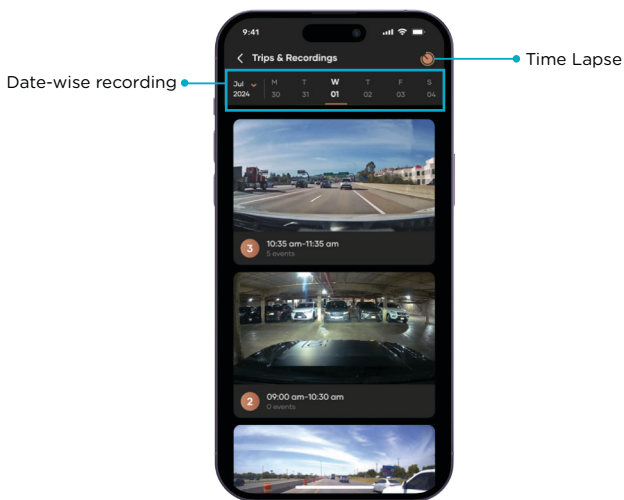 9:41
Trips & Recordings
Time Lapse
Date-wise recording
Jul 2024
M T W T F S
30 31 01 02 03 04
3
10:35 am-11:35 am
5 events
2
09:00 am-10:30 am
0 events